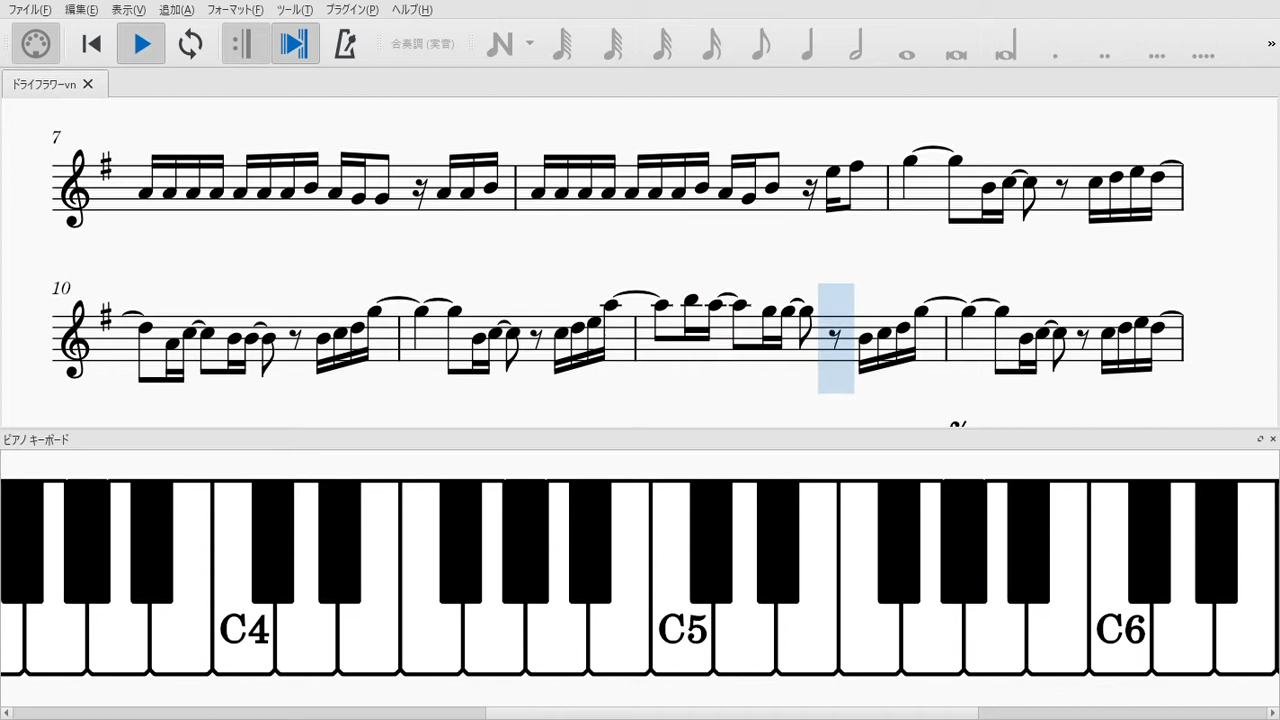 ファイル(F) 編集(E) 表示(V) 追加(A) フォーマット(F) ツール(T) プラグイン(P) ヘルプ(H)
合奏調 (実音)
»
ドライフラワーvn
7
10
ピアノ キーボード
C4 C5 C6